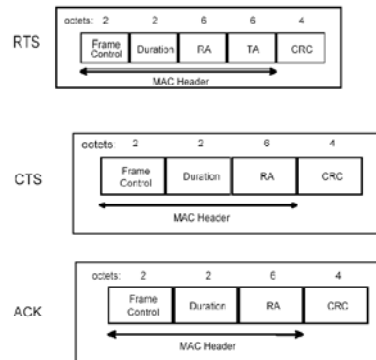 octets: 2 2 6 6 4
RTS
Frame Control Duration RA TA CRC
MAC Header
octets: 2 2 6 4
CTS
Frame Control Duration RA CRC
MAC Header
octets: 2 2 6 4
ACK
Frame Control Duration RA CRC
MAC Header